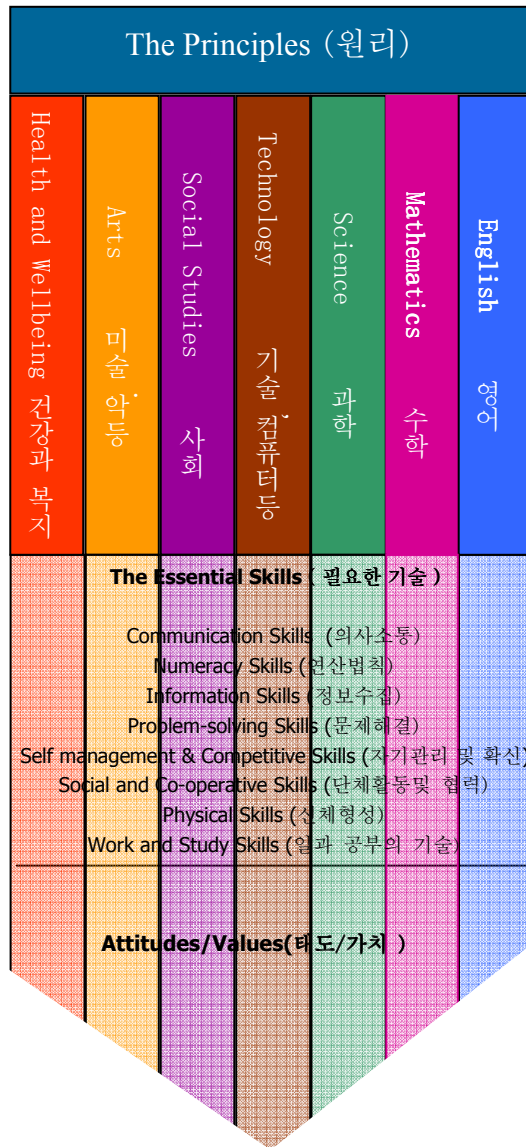 The Principles (원리)
Health and Wellbeing 건강과 복지
Arts 미술·악등
Social Studies 사회
Technology 기술,컴퓨터등
Science 과학
Mathematics 수학
English 영어
The Essential Skills ( 필요한 기술 )
Communication Skills (의사소통)
Numeracy Skills (연산법칙)
Information Skills (정보수집)
Problem-solving Skills (문제해결)
Self management & Competitive Skills (자기관리 및 확신)
Social and Co-operative Skills (단체활동및 협력)
Physical Skills (신체형성)
Work and Study Skills (일과 공부의 기술)
Attitudes/Values(태도/가치 )